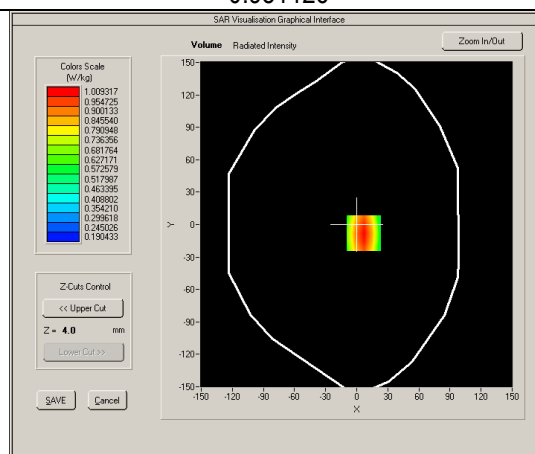 SAR Visualisation Graphical Interface
Volume Radiated Intensity
Zoom In/Out
Colors Scale
(W/kg)
1.009317
0.954725
0.900133
0.845540
0.790948
0.736356
0.681764
0.627171
0.572579
0.517987
0.463395
0.408802
0.354210
0.299618
0.245026
0.190433
Z-Cuts Control
<< Upper Cut
Z = 4.0 mm
Lower Cut >>
SAVE Cancel
150-
120-
90-
60-
30-
Y 0-
-30-
-60-
-90-
-120-
-150-
-150 -120 -90 -60 -30 0 30 60 90 120 150
X